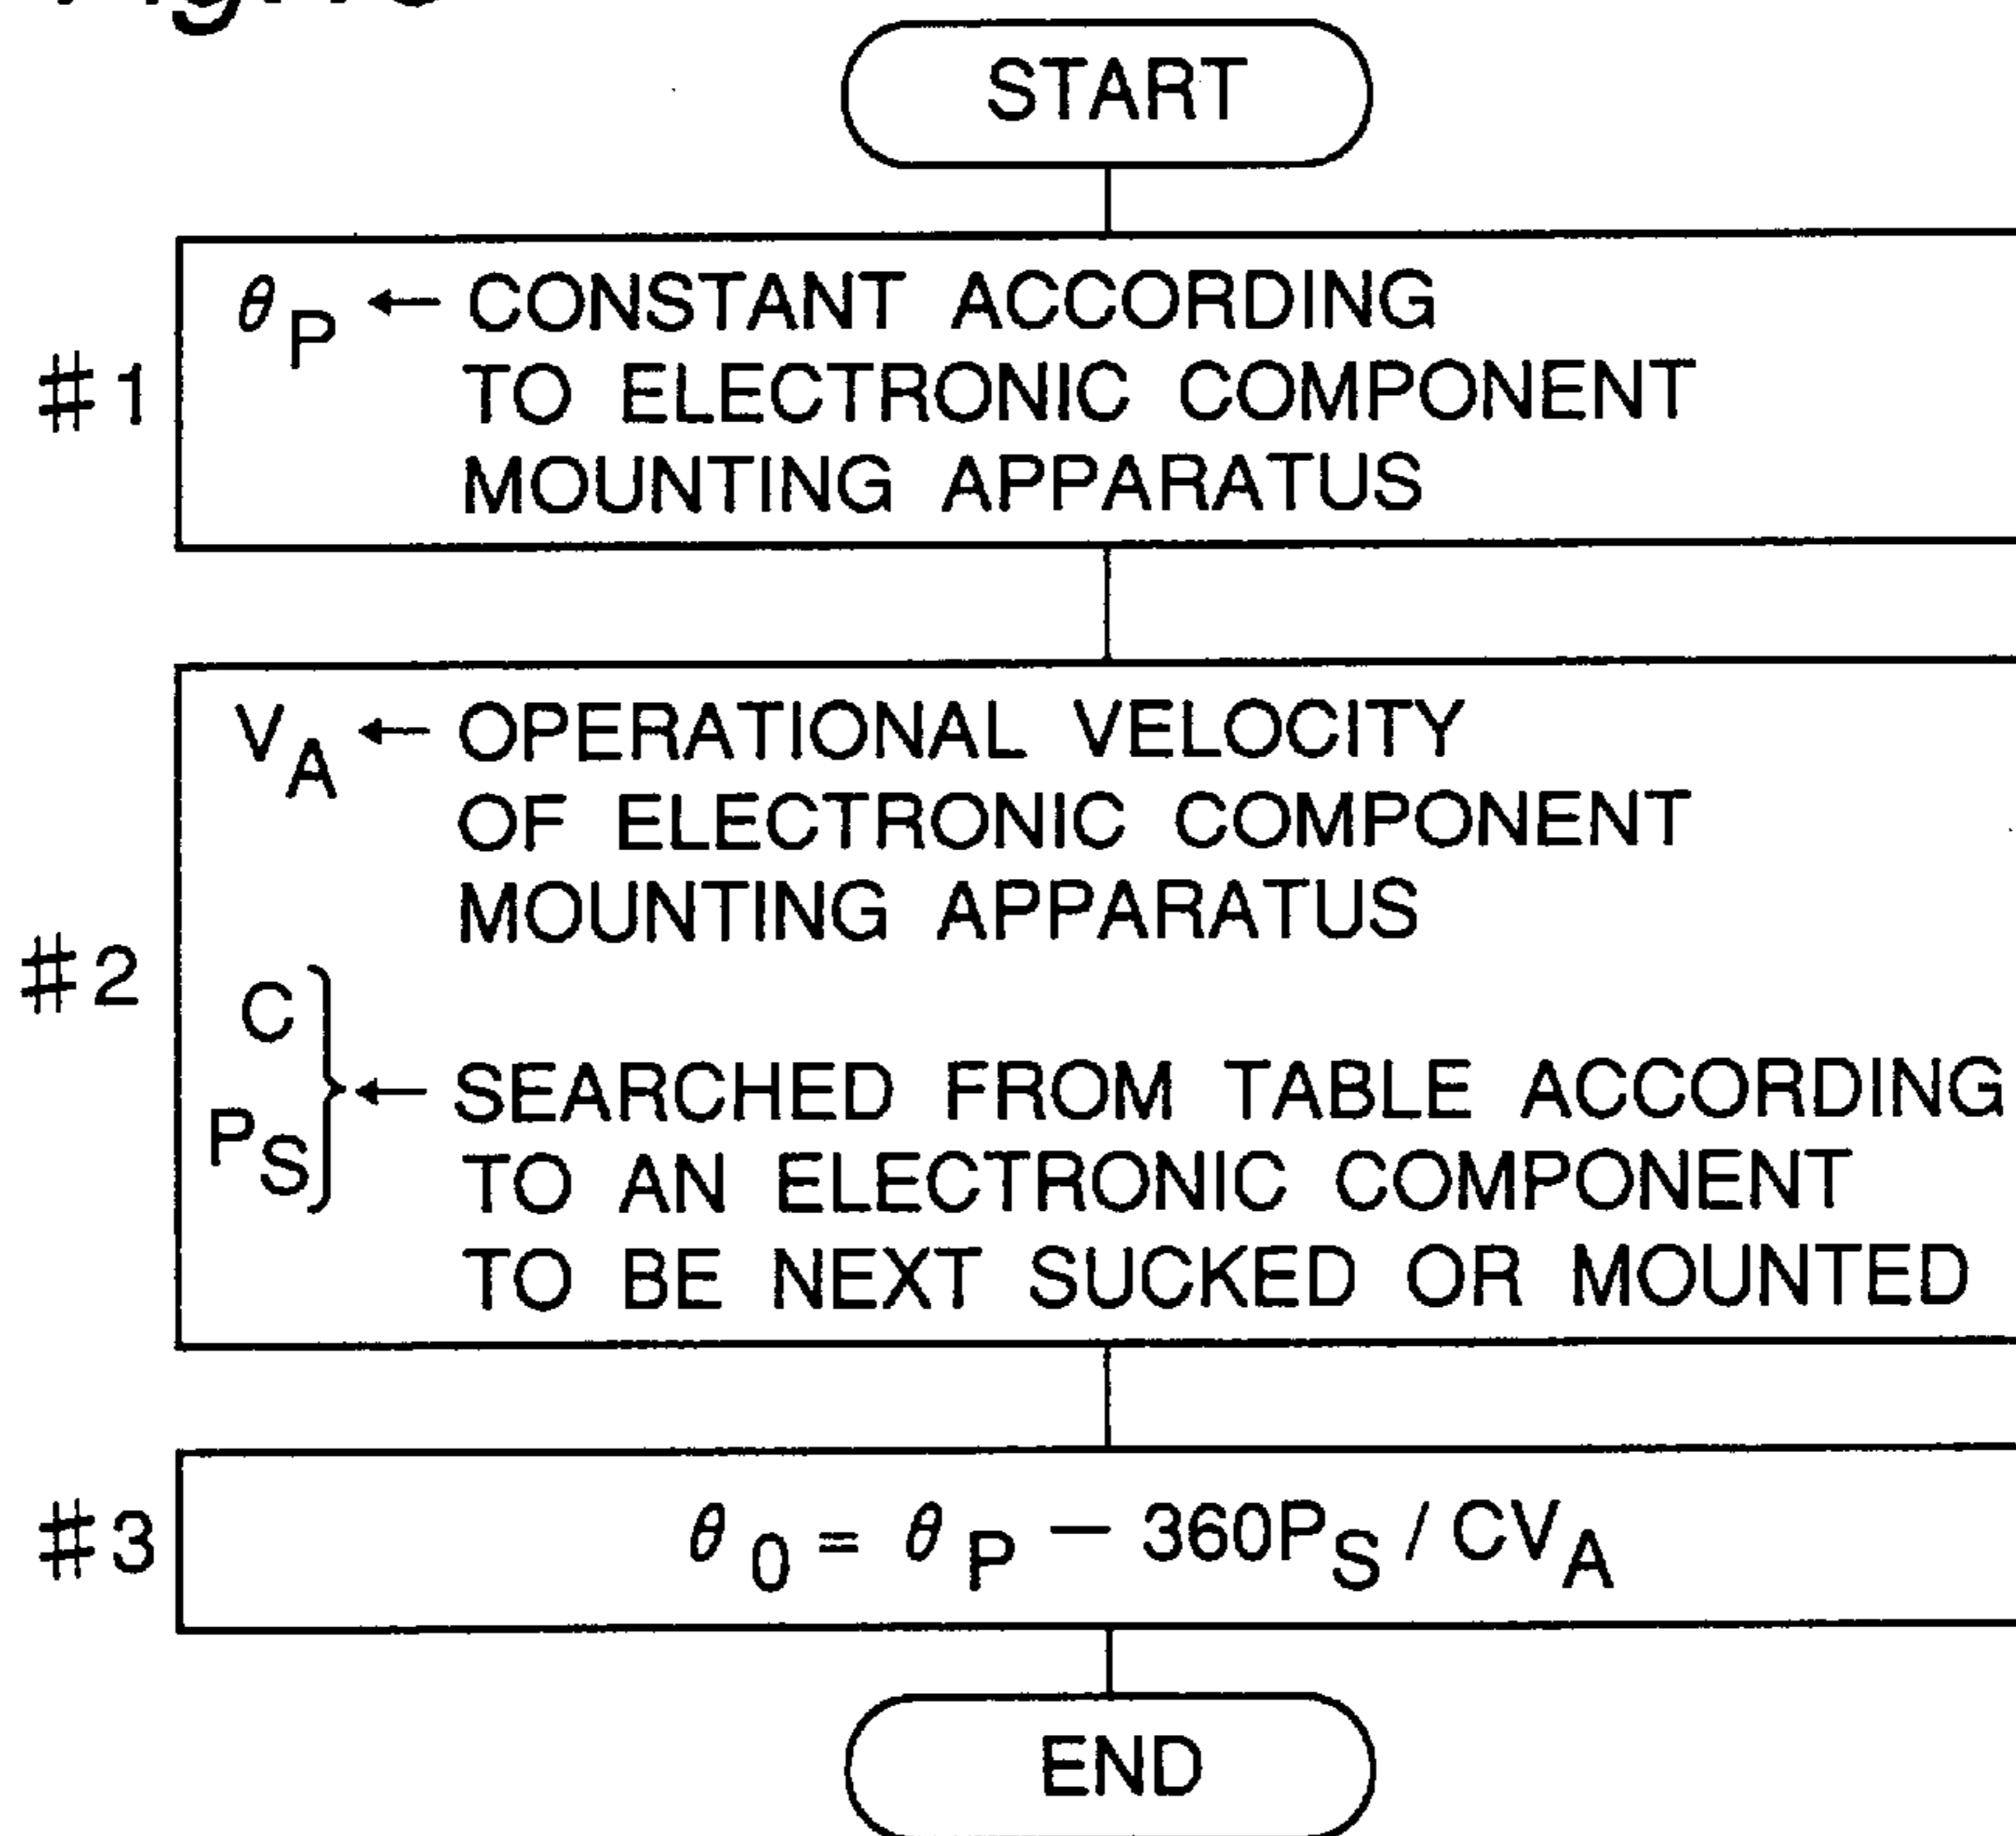 START
#1
θP ← CONSTANT ACCORDING
TO ELECTRONIC COMPONENT
MOUNTING APPARATUS
#2
VA ← OPERATIONAL VELOCITY
OF ELECTRONIC COMPONENT
MOUNTING APPARATUS
C
PS } ← SEARCHED FROM TABLE ACCORDING
TO AN ELECTRONIC COMPONENT
TO BE NEXT SUCKED OR MOUNTED
#3
θ0 = θP − 360PS / CVA
END